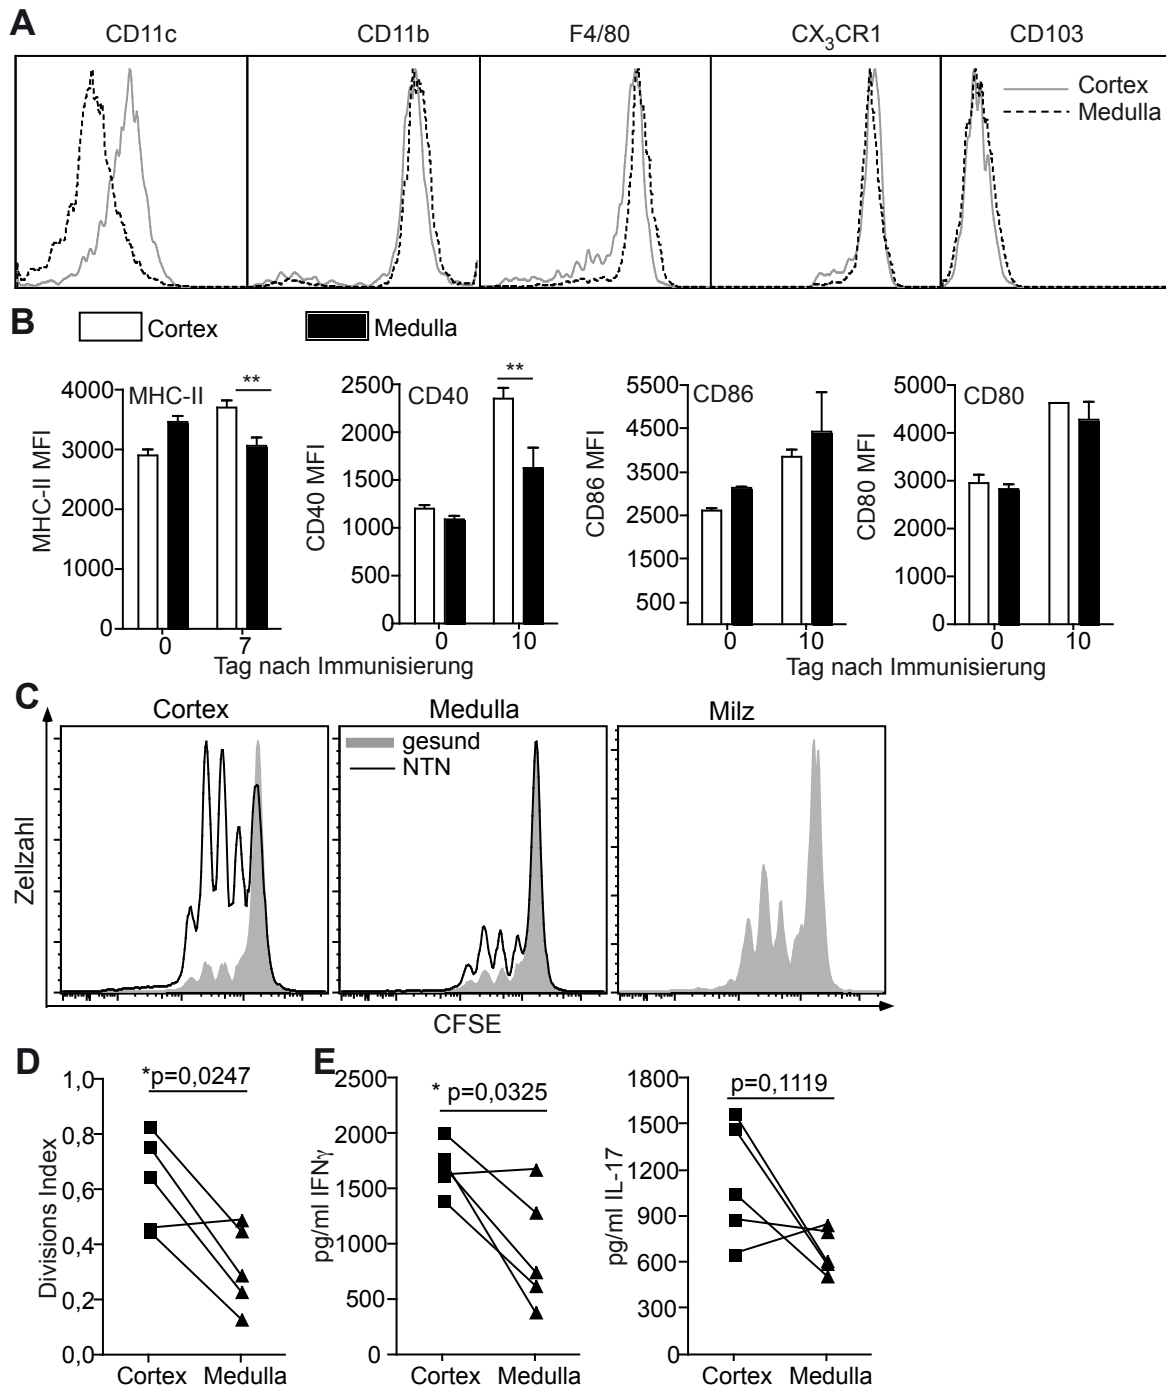 A
CD11c CD11b F4/80 CX3CR1 CD103
Cortex
Medulla
B
Cortex Medulla
MHC-II MFI
4000
3000
2000
1000
0
MHC-II
**
0 7
CD40 MFI
2500
2000
1500
1000
500
0
CD40
**
0 10
Tag nach Immunisierung
CD86 MFI
5500
4500
3500
2500
1500
500
CD86
0 10
CD80 MFI
5000
4000
3000
2000
1000
0
CD80
0 10
Tag nach Immunisierung
C
Cortex Medulla Milz
gesund
NTN
Zellzahl
CFSE
D
Divisions Index
1,0
0,8
0,6
0,4
0,2
0,0
*p=0,0247
Cortex Medulla
E
pg/ml IFNγ
2500
2000
1500
1000
500
0
* p=0,0325
Cortex Medulla
pg/ml IL-17
1800
1500
1200
900
600
300
0
p=0,1119
Cortex Medulla